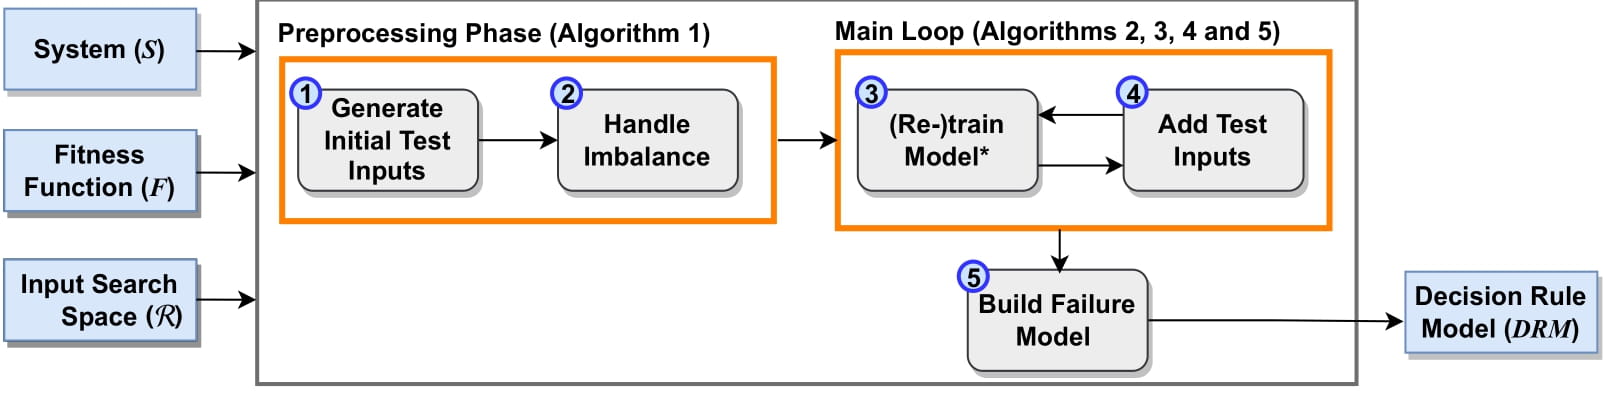 System (S)
Fitness
Function (F)
Input Search
Space (ℛ)
Preprocessing Phase (Algorithm 1)
1
Generate
Initial Test
Inputs
2
Handle
Imbalance
Main Loop (Algorithms 2, 3, 4 and 5)
3
(Re-)train
Model*
4
Add Test
Inputs
5
Build Failure
Model
Decision Rule
Model (DRM)